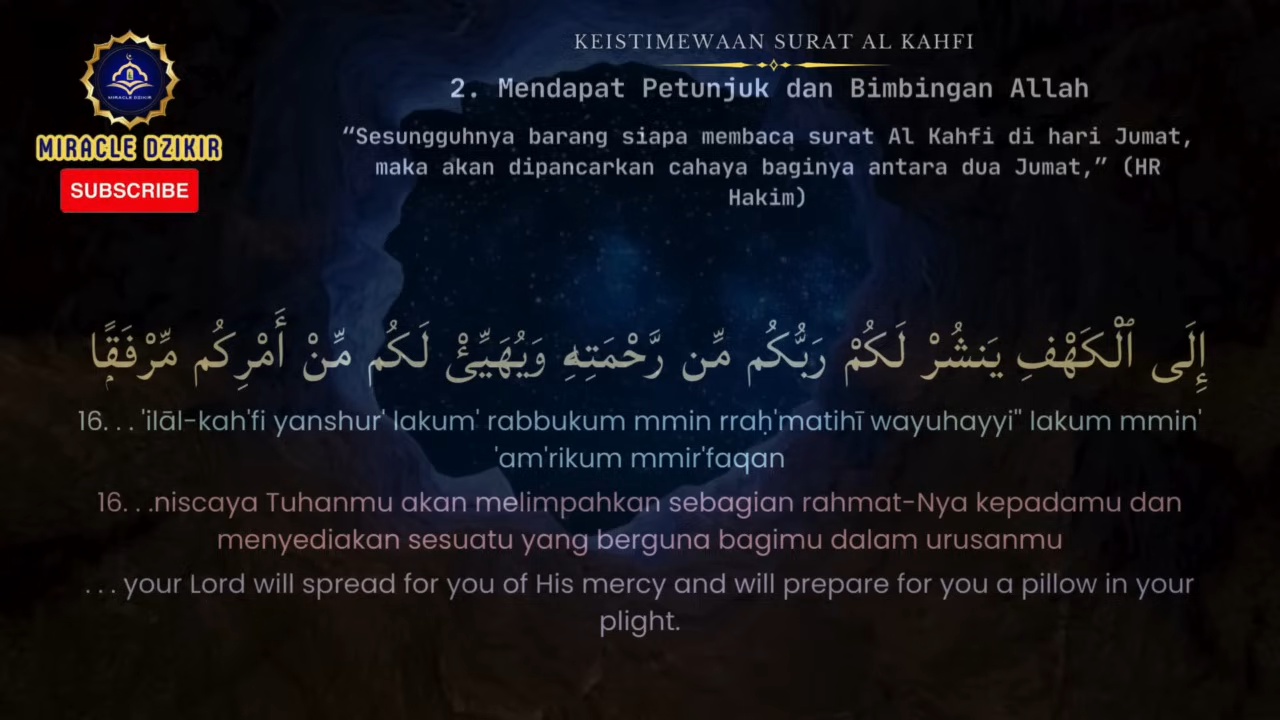 KEISTIMEWAAN SURAT AL KAHFI
2. Mendapat Petunjuk dan Bimbingan Allah
“Sesungguhnya barang siapa membaca surat Al Kahfi di hari Jumat,
maka akan dipancarkan cahaya baginya antara dua Jumat,” (HR
Hakim)
MIRACLE DZIKIR
MIRACLE DZIKIR
SUBSCRIBE
إِلَى ٱلْكَهْفِ يَنشُرْ لَكُمْ رَبُّكُم مِّن رَّحْمَتِهِۦ وَيُهَيِّئْ لَكُم مِّنْ أَمْرِكُم مِّرْفَقًۭا
16. . . 'ilāl-kah'fi yanshur' lakum' rabbukum mmin rraḥ'matihī wayuhayyi'' lakum mmin'
'am'rikum mmir'faqan
16. . .niscaya Tuhanmu akan melimpahkan sebagian rahmat-Nya kepadamu dan
menyediakan sesuatu yang berguna bagimu dalam urusanmu
. . . your Lord will spread for you of His mercy and will prepare for you a pillow in your
plight.